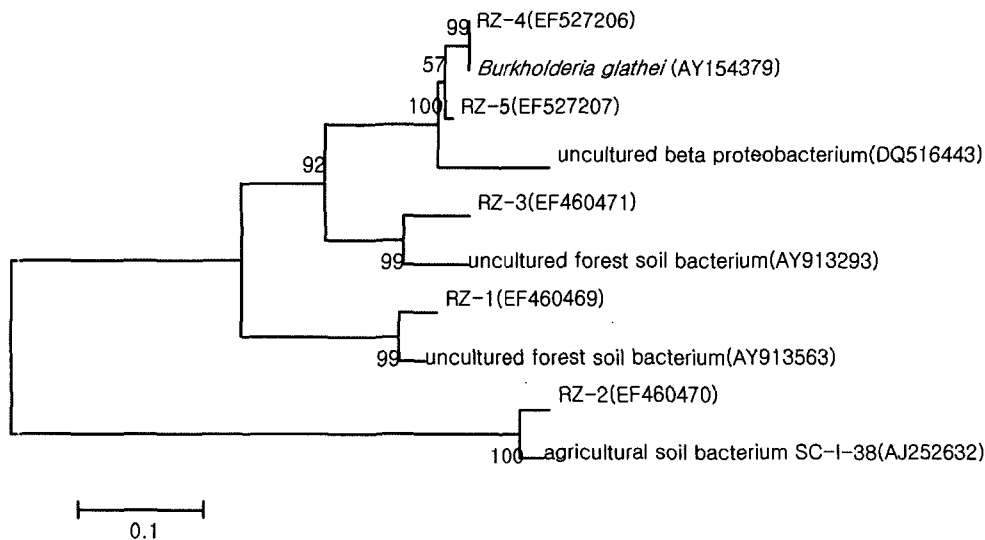 99 RZ-4(EF527206)
57 Burkholderia glathei (AY154379)
100 RZ-5(EF527207)
uncultured beta proteobacterium(DQ516443)
92
RZ-3(EF460471)
99 uncultured forest soil bacterium(AY913293)
RZ-1(EF460469)
99 uncultured forest soil bacterium(AY913563)
RZ-2(EF460470)
100 agricultural soil bacterium SC-I-38(AJ252632)
0.1